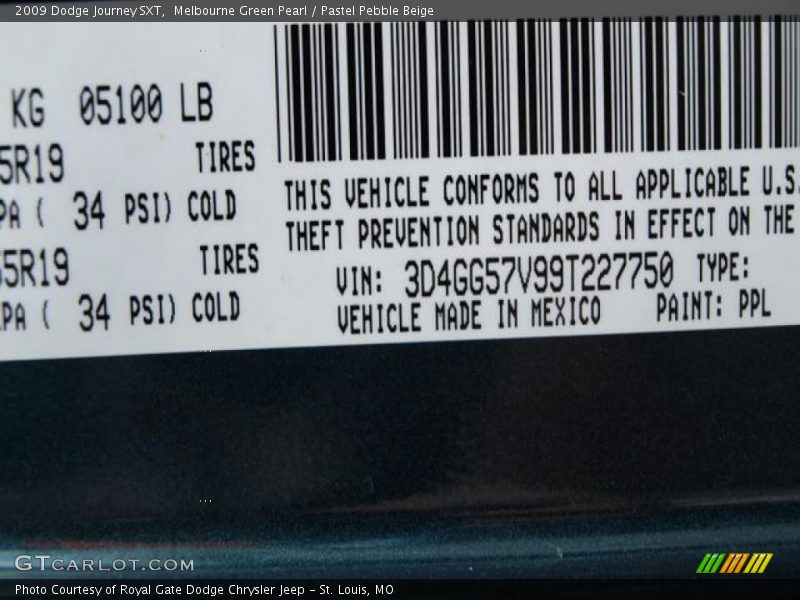 2009 Dodge Journey SXT, Melbourne Green Pearl / Pastel Pebble Beige
KG 05100 LB
5R19 TIRES
PA ( 34 PSI) COLD
5R19 TIRES
PA ( 34 PSI) COLD
THIS VEHICLE CONFORMS TO ALL APPLICABLE U.S.
THEFT PREVENTION STANDARDS IN EFFECT ON THE
VIN: 3D4GG57V99T227750 TYPE:
VEHICLE MADE IN MEXICO PAINT: PPL
GTCARLOT.COM
Photo Courtesy of Royal Gate Dodge Chrysler Jeep - St. Louis, MO